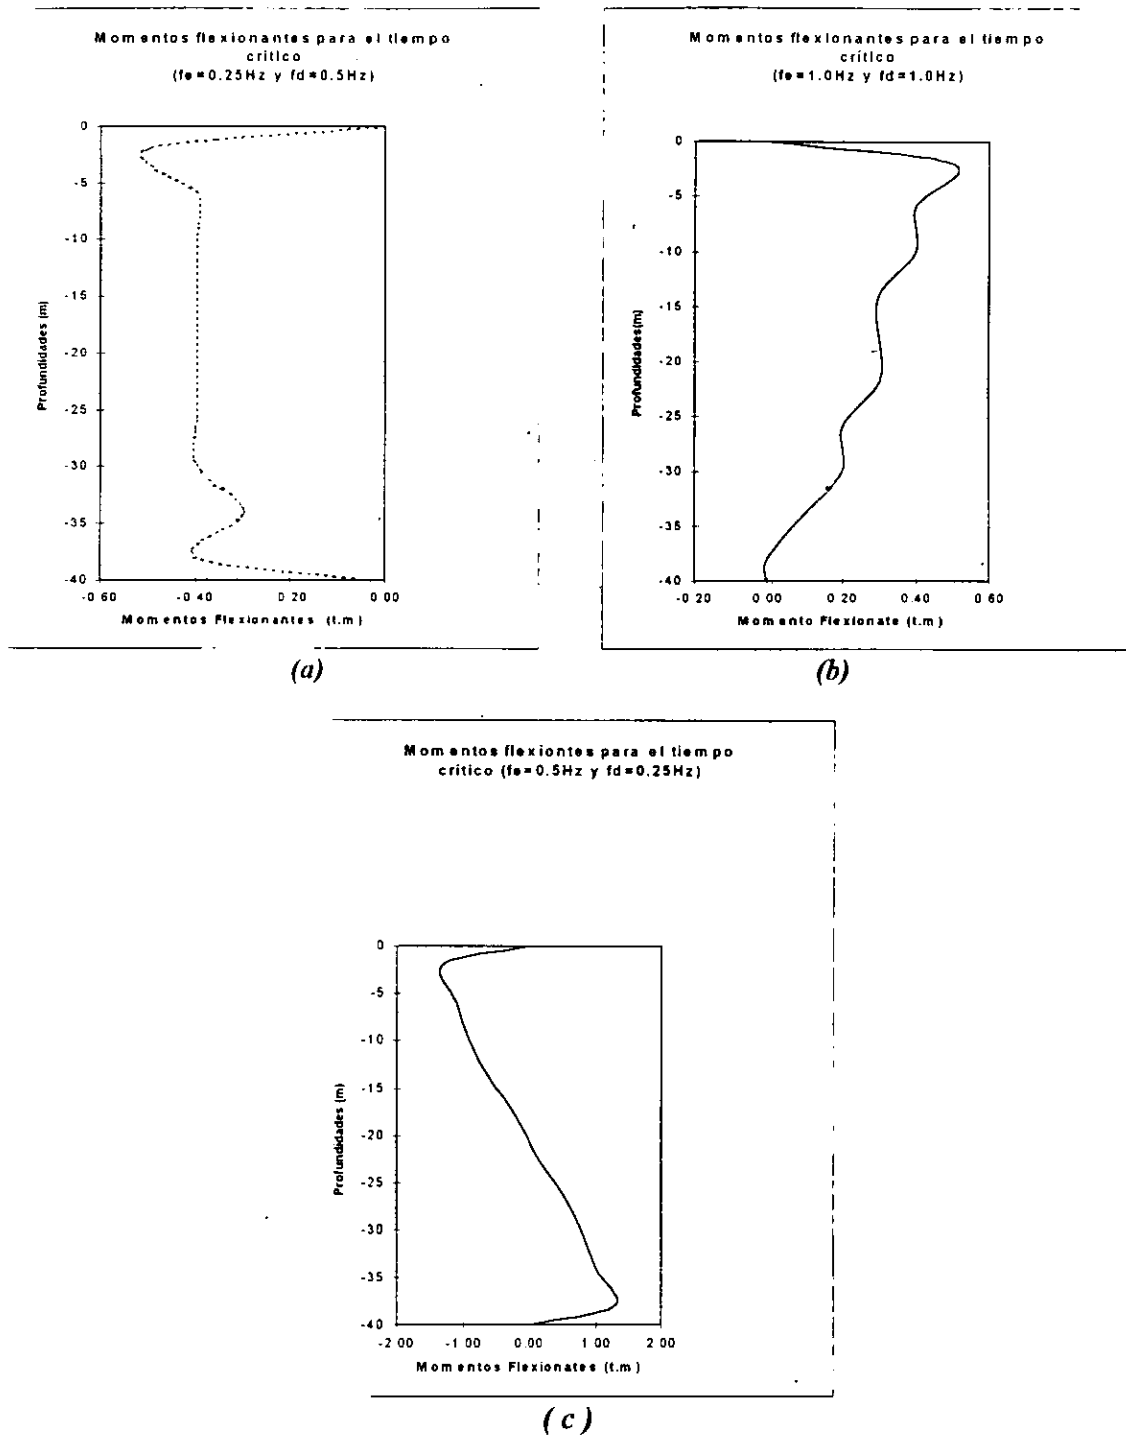 Momentos flexionantes para el tiempo
crítico
(fe=0.25Hz y fd=0.5Hz)
0
-5
-10
-15
-20
-25
-30
-35
-40
Profundidades (m)
-0 60
-0.40
0 20
0 00
Momentos Flexionantes (t.m)
(a)
Momentos flexionantes para el tiempo
crítico
(fe=1.0Hz y fd=1.0Hz)
0
-5
-10
-15
-20
-25
-30
-35
-40
Profundidades(m)
-0 20
0 00
0.20
0.40
0 60
Momento Flexionate (t.m)
(b)
Momentos flexiontes para el tiempo
crítico (fe=0.5Hz y fd=0.25Hz)
0
-5
-10
-15
-20
-25
-30
-35
-40
Profundidades (m)
-2 00
-1 00
0.00
1 00
2 00
Momentos Flexionates (t.m)
(c)